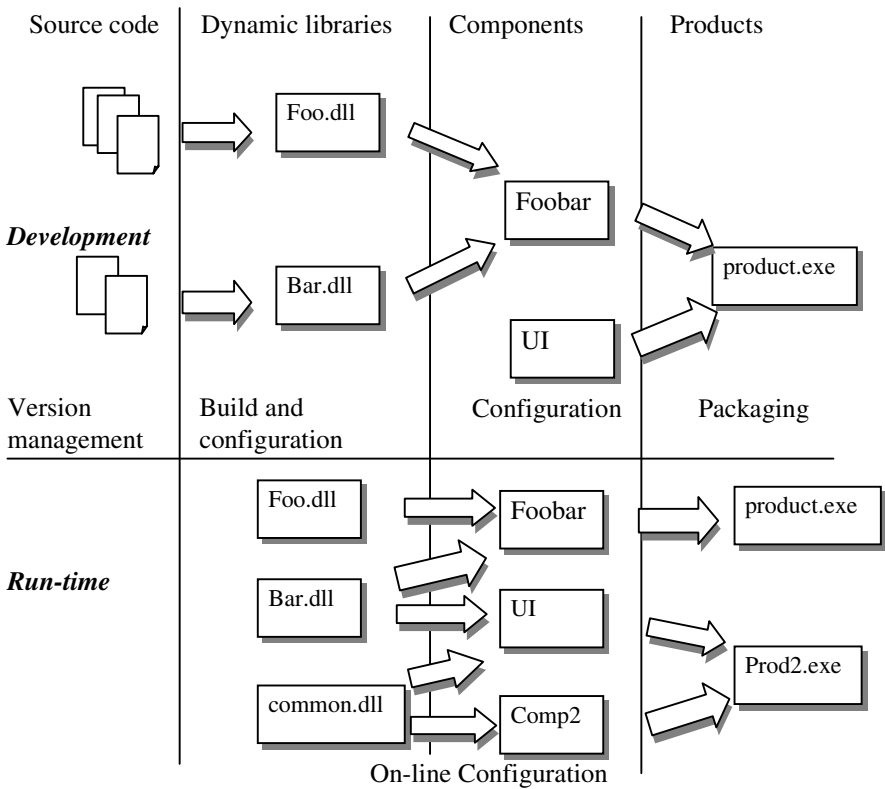 Source code
Dynamic libraries
Components
Products
Foo.dll
Foobar
Development
product.exe
Bar.dll
UI
Version
management
Build and
configuration
Configuration
Packaging
Foo.dll
Foobar
product.exe
Run-time
Bar.dll
UI
Prod2.exe
common.dll
Comp2
On-line Configuration